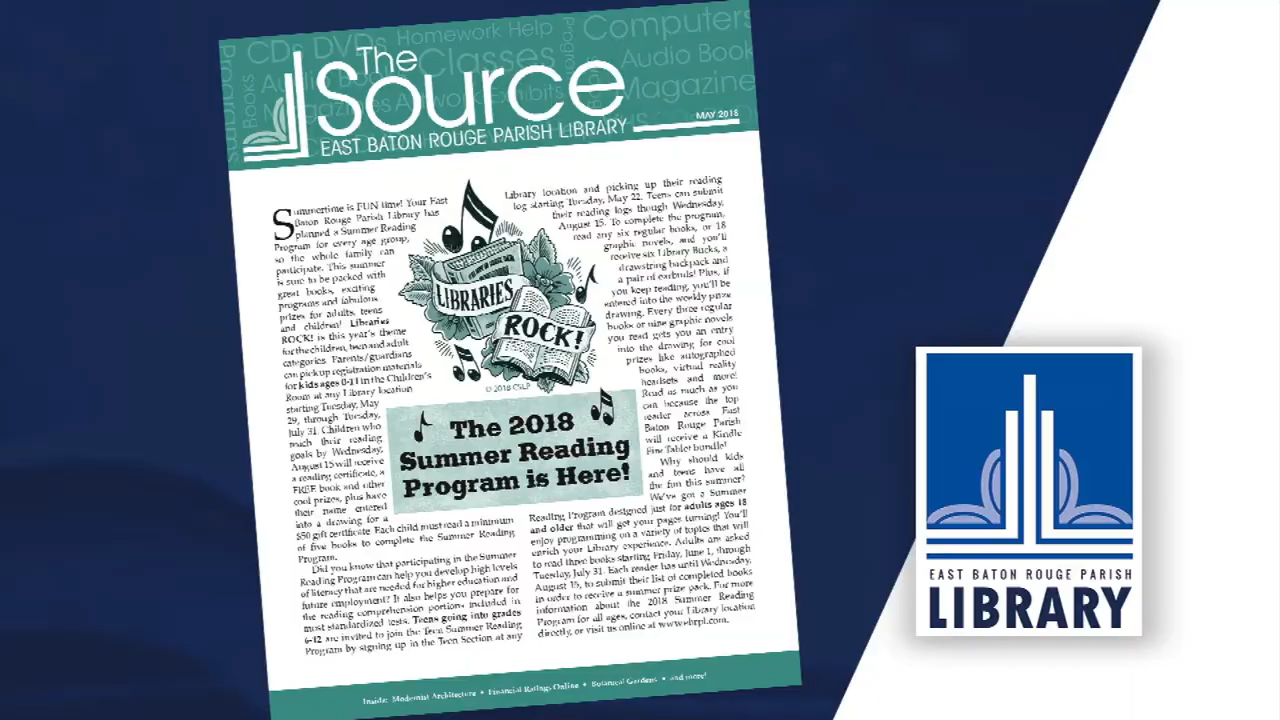 CDs DVDs Homework Help Computers
Classes Audio Book
Magazines Artwork Exhibits Magazine
Books
The
Source
EAST BATON ROUGE PARISH LIBRARY
MAY 2018
Summertime is FUN time! Your East
Baton Rouge Parish Library has
planned a Summer Reading
Program for every age group,
so the whole family can
participate. This summer
is sure to be packed with
great books, exciting
programs and fabulous
prizes for adults, teens
and children! Libraries
ROCK! is this year's theme
for the children, teen and adult
categories. Parents/guardians
can pick up registration materials
for kids ages 0-11 in the Children's
Room at any Library location
starting Tuesday, May
29, through Tuesday,
July 31. Children who
reach their reading
goals by Wednesday,
August 15 will receive
a reading certificate, a
FREE book and other
cool prizes, plus have
their name entered
into a drawing for a
$50 gift certificate. Each child must read a minimum
of five books to complete the Summer Reading
Program.
Did you know that participating in the Summer
Reading Program can help you develop high levels
of literacy that are needed for higher education and
future employment? It also helps you prepare for
the reading comprehension portions included in
most standardized tests. Teens going into grades
6-12 are invited to join the Teen Summer Reading
Program by signing up in the Teen Section at any
LIBRARIES
ROCK!
© 2018 CSLP
The 2018
Summer Reading
Program is Here!
Library location and picking up their reading
log starting Tuesday, May 22. Teens can submit
their reading logs though Wednesday,
August 15. To complete the program,
read any six regular books, or 18
graphic novels, and you'll
receive six Library Bucks, a
drawstring backpack and
a pair of earbuds! Plus, if
you keep reading, you'll be
entered into the weekly prize
drawing. Every three regular
books or nine graphic novels
you read gets you an entry
into the drawing for cool
prizes like autographed
books, virtual reality
headsets and more!
Read as much as you
can because the top
reader across East
Baton Rouge Parish
will receive a Kindle
Fire Tablet bundle!
Why should kids
and teens have all
the fun this summer?
We've got a Summer
Reading Program designed just for adults ages 18
and older that will get your pages turning! You'll
enjoy programming on a variety of topics that will
enrich your Library experience. Adults are asked
to read three books starting Friday, June 1, through
Tuesday, July 31. Each reader has until Wednesday,
August 15, to submit their list of completed books
in order to receive a summer prize pack. For more
information about the 2018 Summer Reading
Program for all ages, contact your Library location
directly, or visit us online at www.ebrpl.com.
Inside: Modernist Architecture • Financial Ratings Online • Botanical Gardens • and more!
EAST BATON ROUGE PARISH
LIBRARY